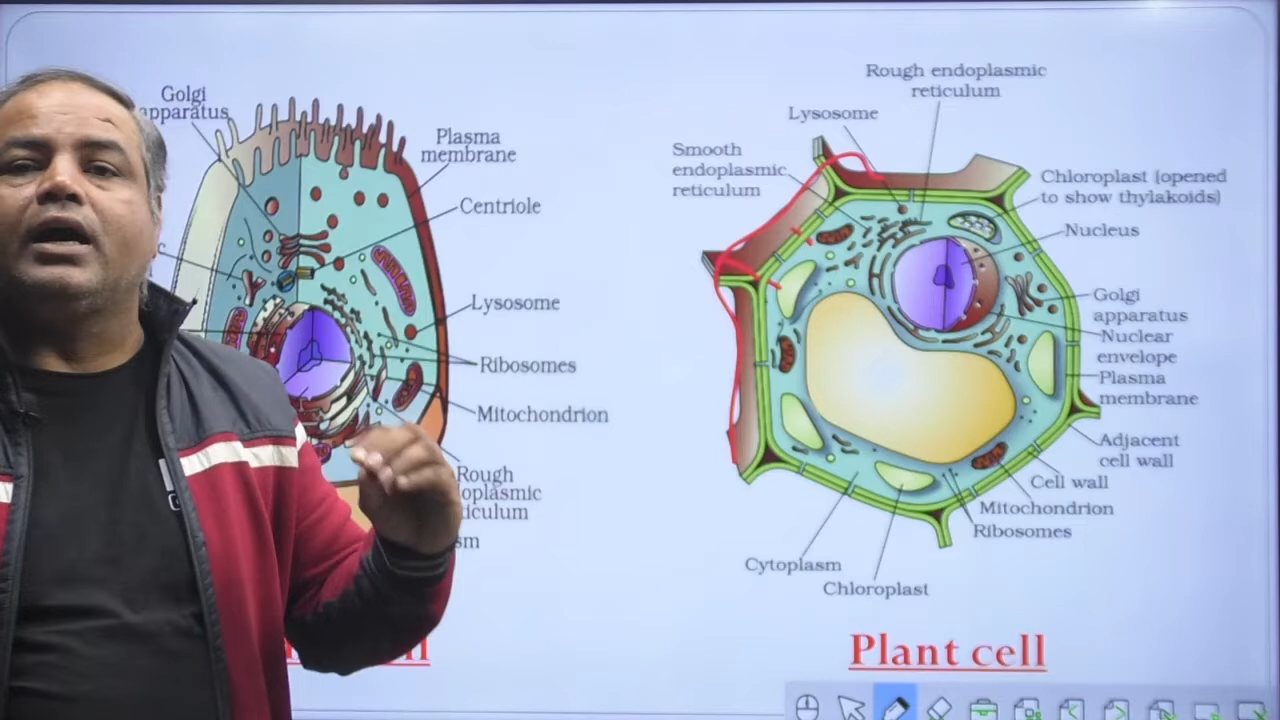 Golgi
apparatus
Plasma
membrane
Centriole
Lysosome
Ribosomes
Mitochondrion
Rough
Rough endoplasmic
reticulum
Lysosome
Smooth
endoplasmic
reticulum
Chloroplast (opened
to show thylakoids)
Nucleus
Golgi
apparatus
Nuclear
envelope
Plasma
membrane
Adjacent
cell wall
Cell wall
Mitochondrion
Ribosomes
Cytoplasm
Chloroplast
Plant cell